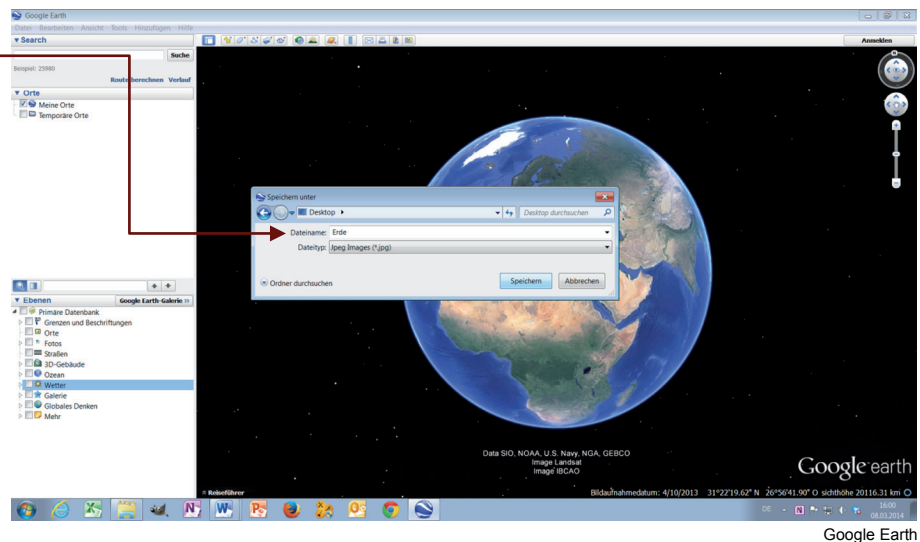 Google Earth
Datei Bearbeiten Ansicht Tools Hinzufügen Hilfe
Search
Anmelden
Suche
Beispiel: 25980
Route berechnen Verlauf
Orte
Meine Orte
Temporäre Orte
Speichern unter
Desktop
Desktop durchsuchen
Dateiname: Erde
Dateityp: Jpeg Images (*.jpg)
Ordner durchsuchen
Speichern Abbrechen
Ebenen Google Earth-Galerie »
Primäre Datenbank
Grenzen und Beschriftungen
Orte
Fotos
Straßen
3D-Gebäude
Ozean
Wetter
Galerie
Globales Denken
Mehr
Data SIO, NOAA, U.S. Navy, NGA, GEBCO
Image Landsat
Image IBCAO
Google earth
Reiseführer
Bildaufnahmedatum: 4/10/2013 31°22'19.62" N 26°56'41.90" O sichthöhe 20116.31 km
DE 16:00
08.03.2014
Google Earth